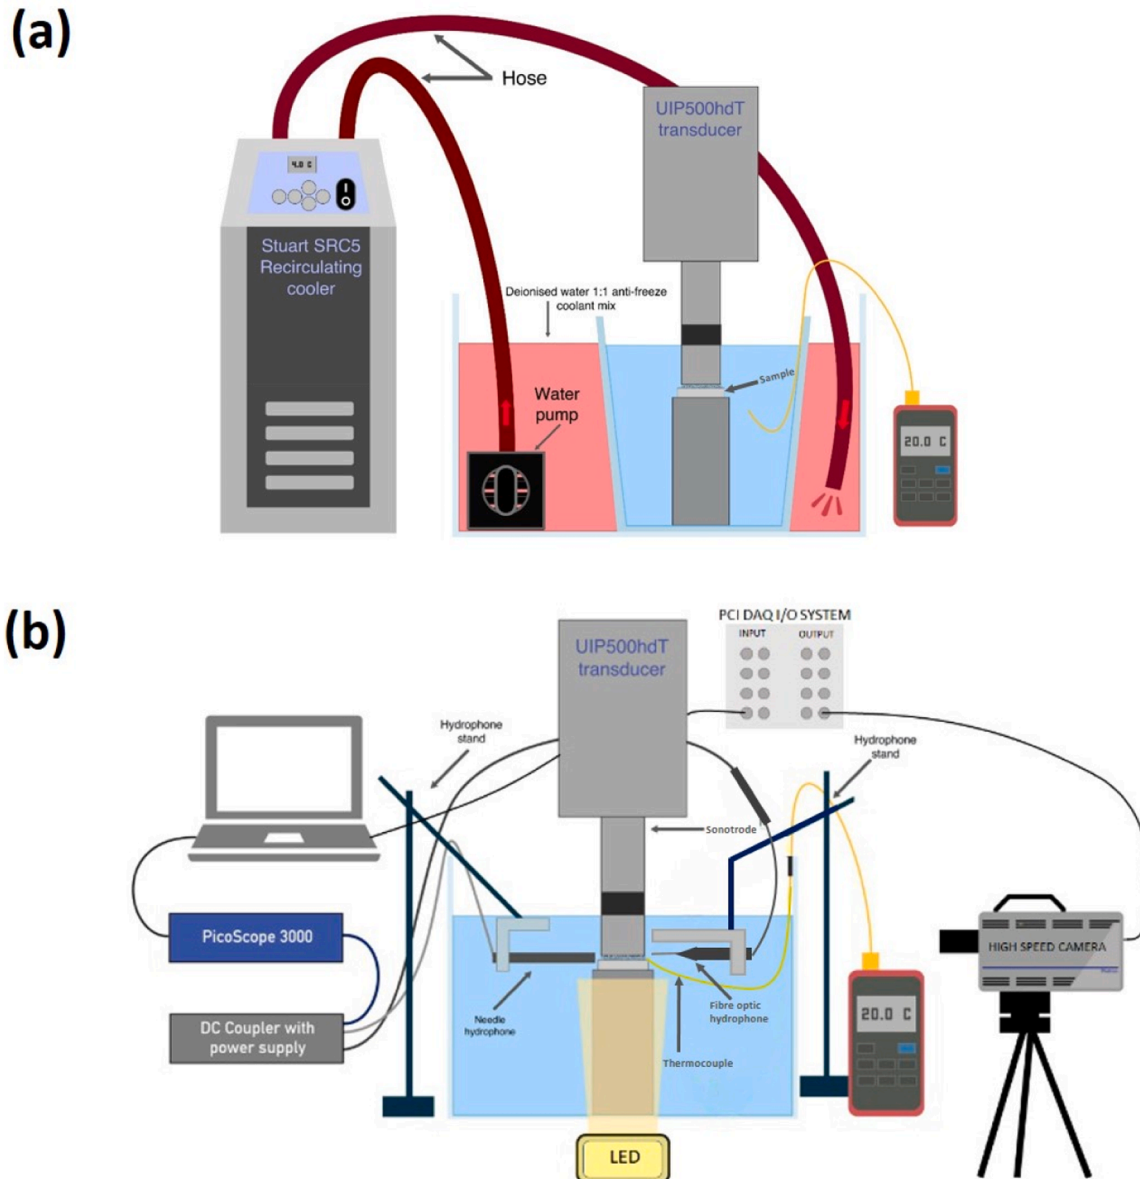 (a)
Hose
UIP500hdT
transducer
4.0 C
Stuart SRC5
Recirculating
cooler
Deionised water 1:1 anti-freeze
coolant mix
Sample
Water
pump
20.0 C
(b)
PCI DAQ I/O SYSTEM
INPUT OUTPUT
UIP500hdT
transducer
Hydrophone
stand
Hydrophone
stand
Sonotrode
PicoScope 3000
HIGH SPEED CAMERA
DC Coupler with
power supply
Needle
hydrophone
Fibre optic
hydrophone
20.0 C
Thermocouple
LED